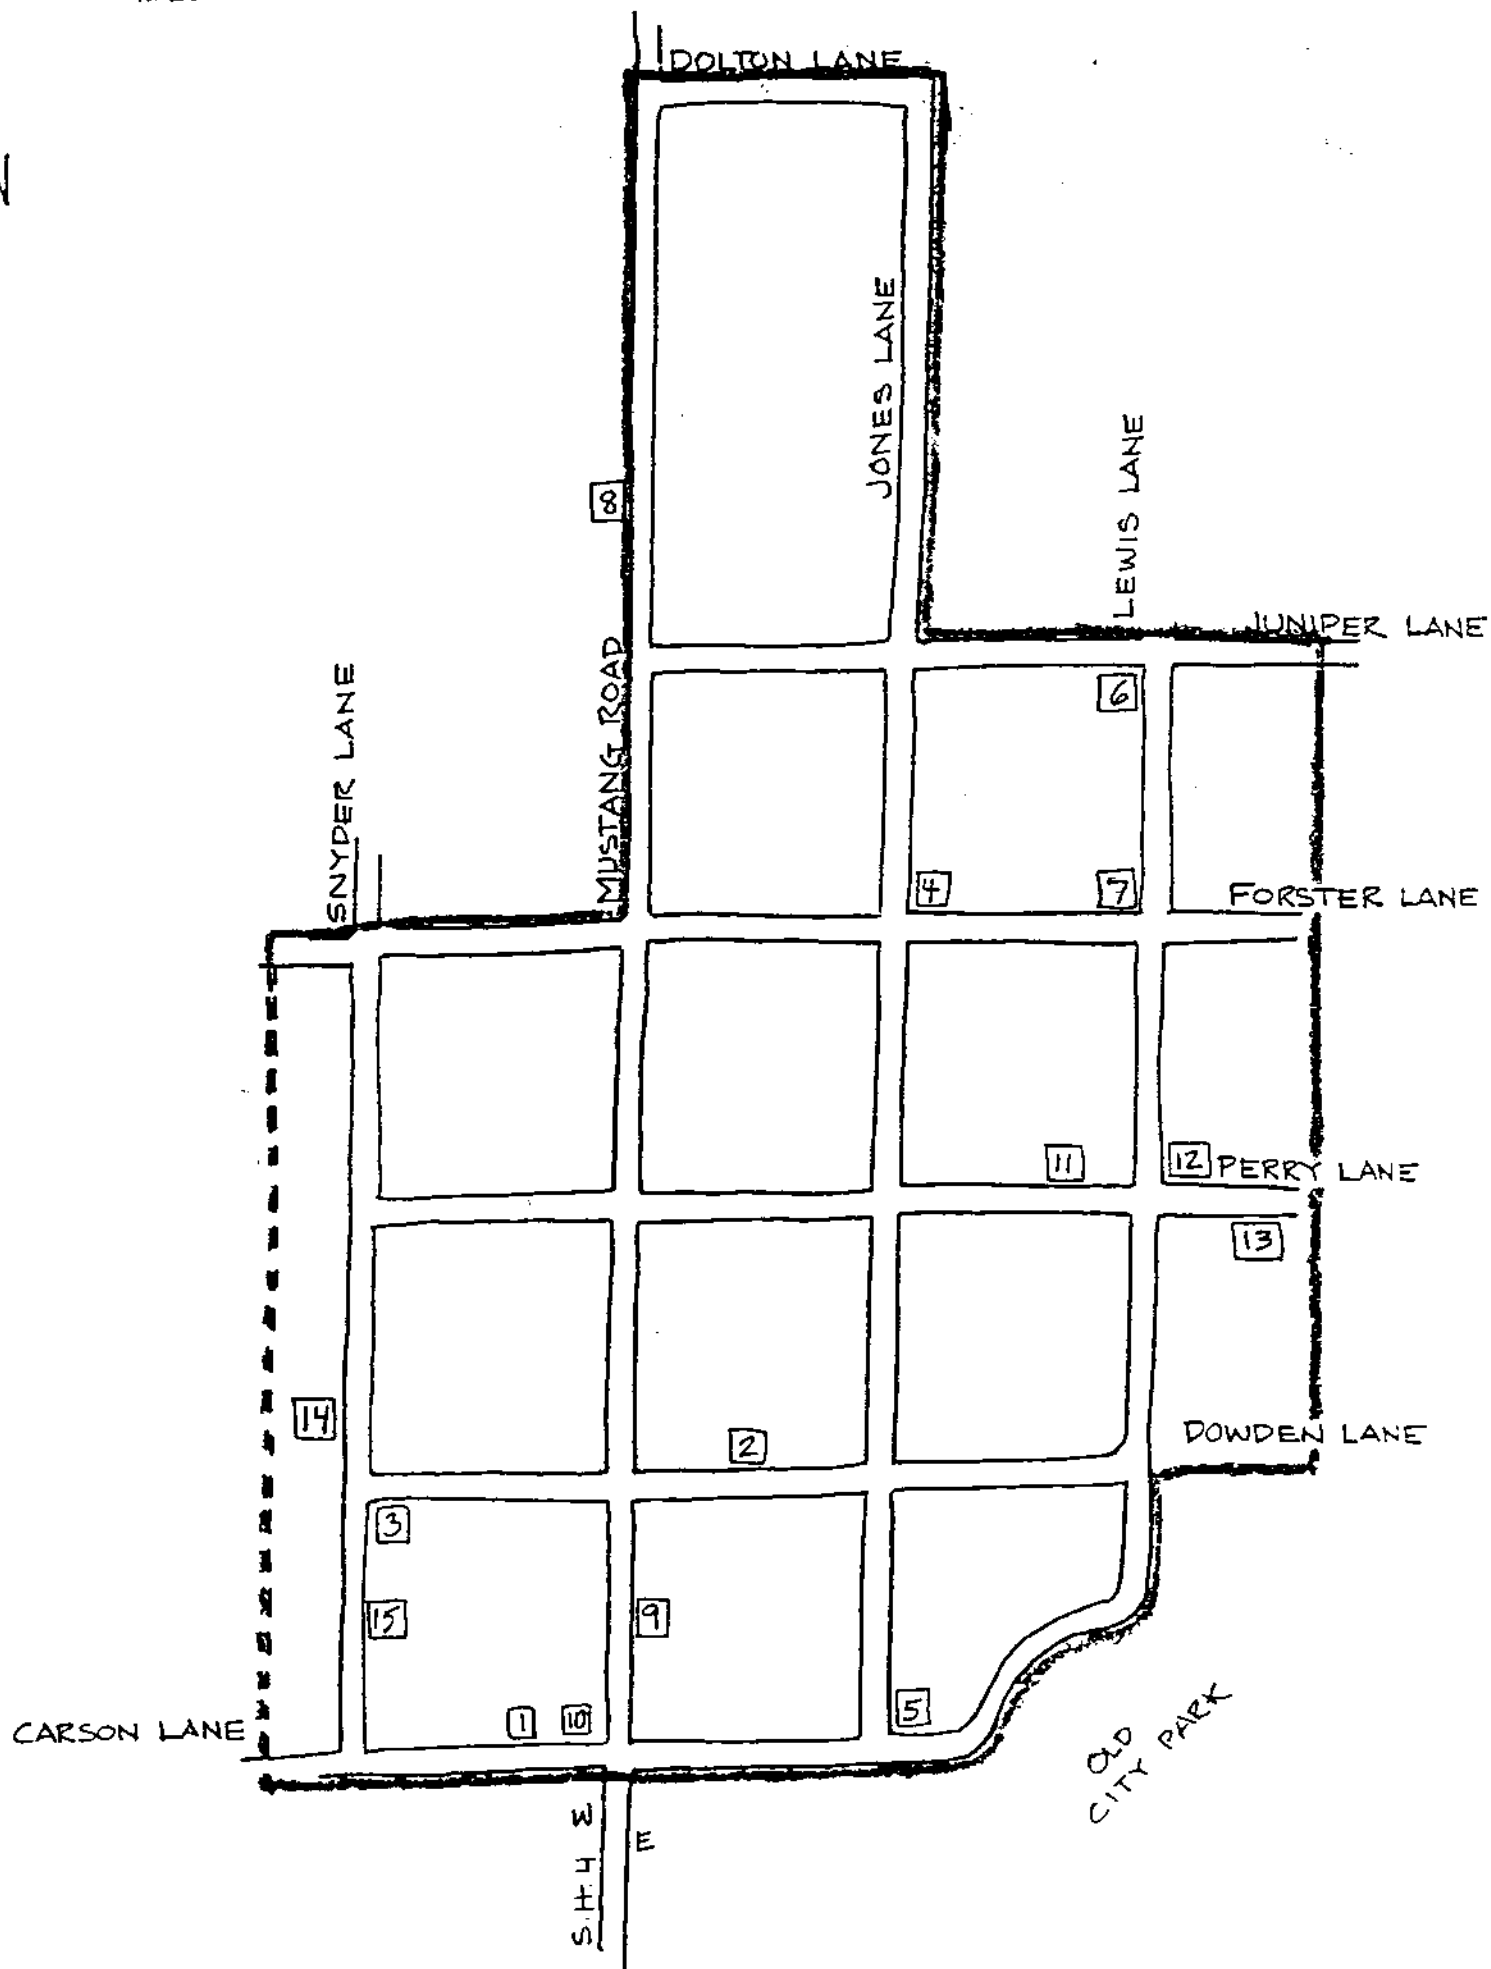 DOLTON LANE
JONES LANE
LEWIS LANE
8
JUNIPER LANE
SNYDER LANE
MUSTANG ROAD
6
4
7
FORSTER LANE
11
12
PERRY LANE
13
14
2
DOWDEN LANE
3
15
9
5
1
10
CARSON LANE
OLD
CITY PARK
W
E
S.H. 4